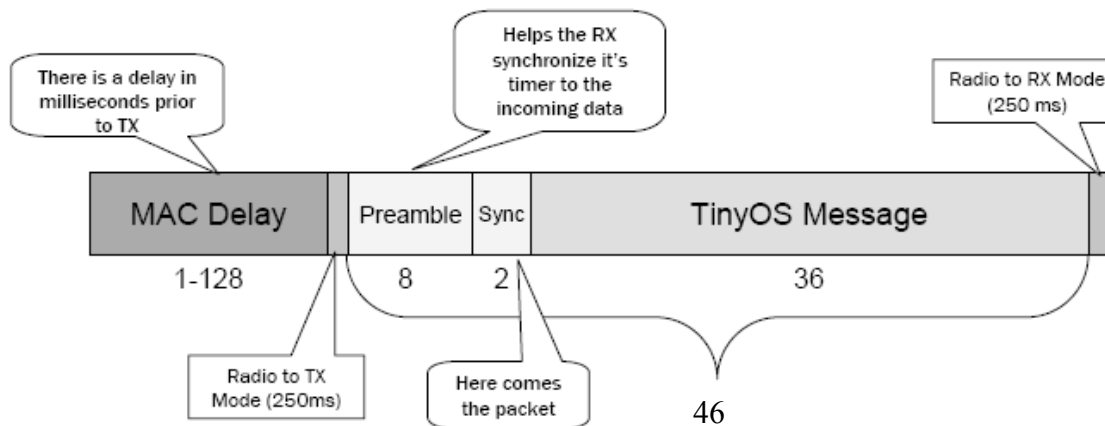 There is a delay in
milliseconds prior
to TX
Helps the RX
synchronize it's
timer to the
incoming data
Radio to RX Mode
(250 ms)
MAC Delay
Preamble
Sync
TinyOS Message
1-128
8
2
36
Radio to TX
Mode (250ms)
Here comes
the packet
46